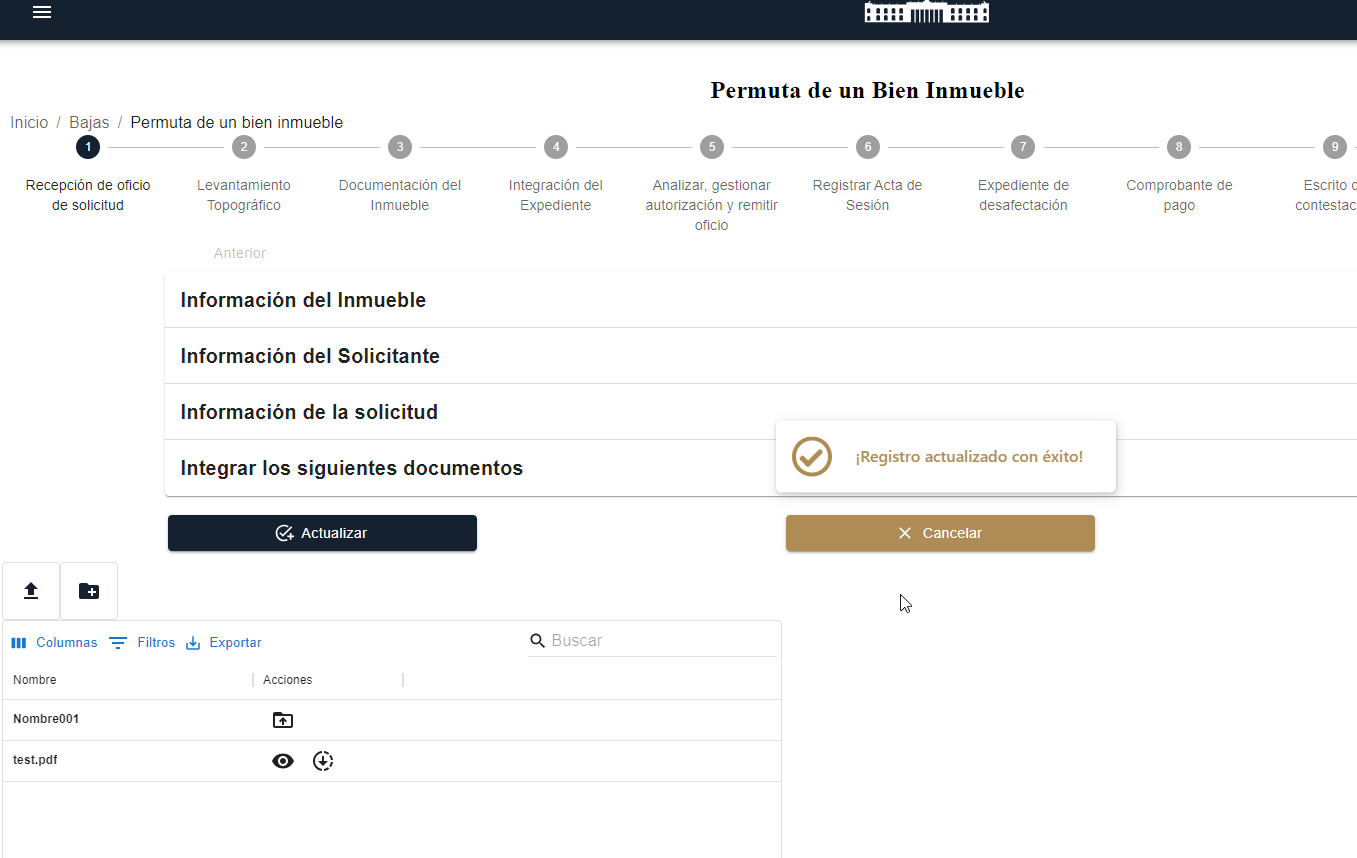 Permuta de un Bien Inmueble
Inicio / Bajas / Permuta de un bien inmueble
1 2 3 4 5 6 7 8 9
Recepción de oficio de solicitud
Levantamiento Topográfico
Documentación del Inmueble
Integración del Expediente
Analizar, gestionar autorización y remitir oficio
Registrar Acta de Sesión
Expediente de desafectación
Comprobante de pago
Escrito
contestac
Anterior
Información del Inmueble
Información del Solicitante
Información de la solicitud
Integrar los siguientes documentos
¡Registro actualizado con éxito!
Actualizar
Cancelar
Columnas Filtros Exportar Buscar
Nombre Acciones
Nombre001
test.pdf